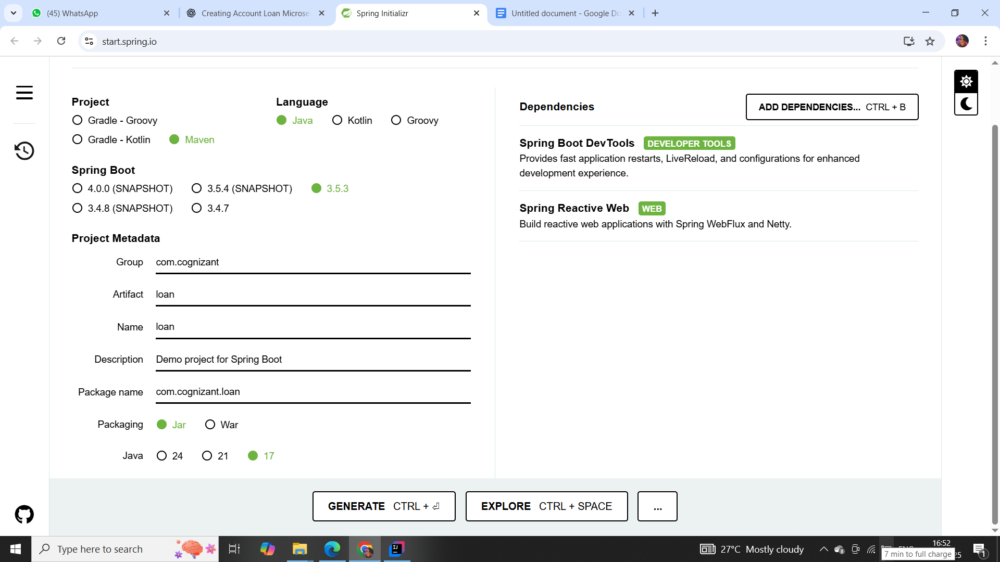 (45) WhatsApp
Creating Account Loan Microse
Spring Initializr
Untitled document - Google Do
start.spring.io
Project
Gradle - Groovy
Gradle - Kotlin
Maven
Language
Java
Kotlin
Groovy
Spring Boot
4.0.0 (SNAPSHOT)
3.5.4 (SNAPSHOT)
3.5.3
3.4.8 (SNAPSHOT)
3.4.7
Project Metadata
Group com.cognizant
Artifact loan
Name loan
Description Demo project for Spring Boot
Package name com.cognizant.loan
Packaging Jar War
Java 24 21 17
Dependencies
ADD DEPENDENCIES... CTRL + B
Spring Boot DevTools DEVELOPER TOOLS
Provides fast application restarts, LiveReload, and configurations for enhanced
development experience.
Spring Reactive Web WEB
Build reactive web applications with Spring WebFlux and Netty.
GENERATE CTRL + ⏎
EXPLORE CTRL + SPACE
...
Type here to search
27°C Mostly cloudy
16:52
7 min to full charge
1